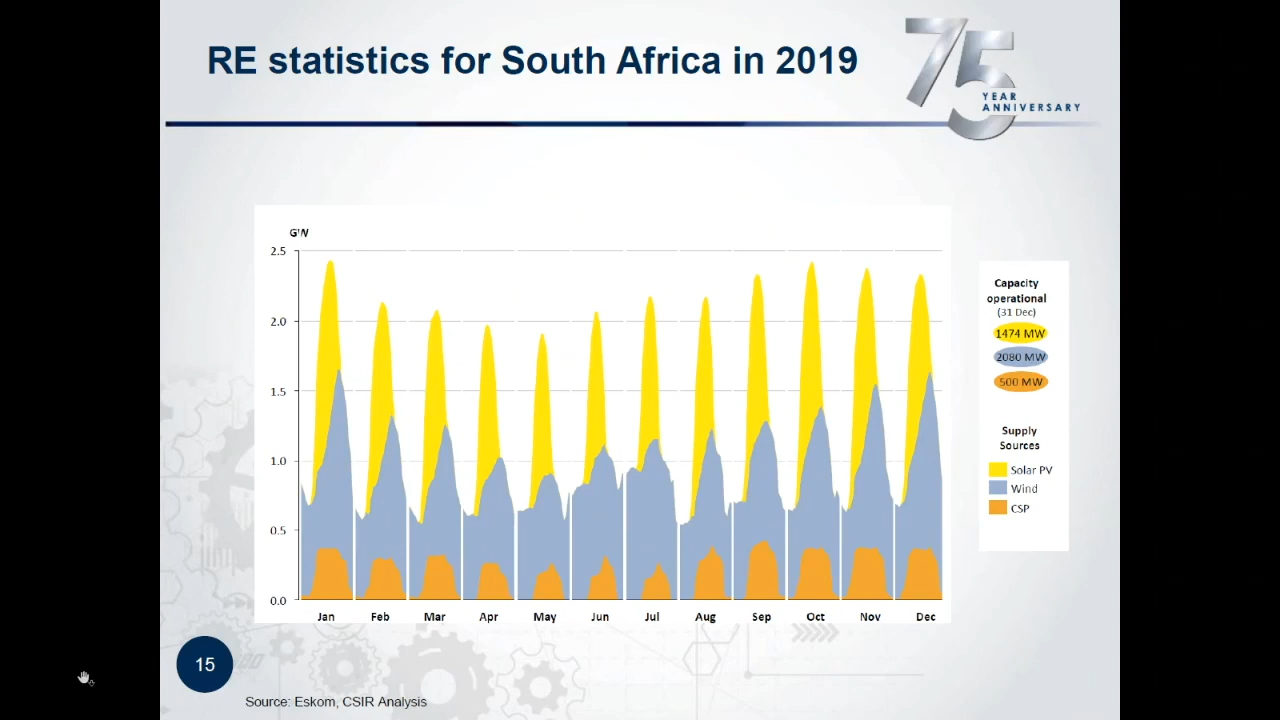 RE statistics for South Africa in 2019
75
YEAR
ANNIVERSARY
GW
2.5
2.0
1.5
1.0
0.5
0.0
Jan Feb Mar Apr May Jun Jul Aug Sep Oct Nov Dec
Capacity
operational
(31 Dec)
1474 MW
2080 MW
500 MW
Supply
Sources
Solar PV
Wind
CSP
15
Source: Eskom, CSIR Analysis